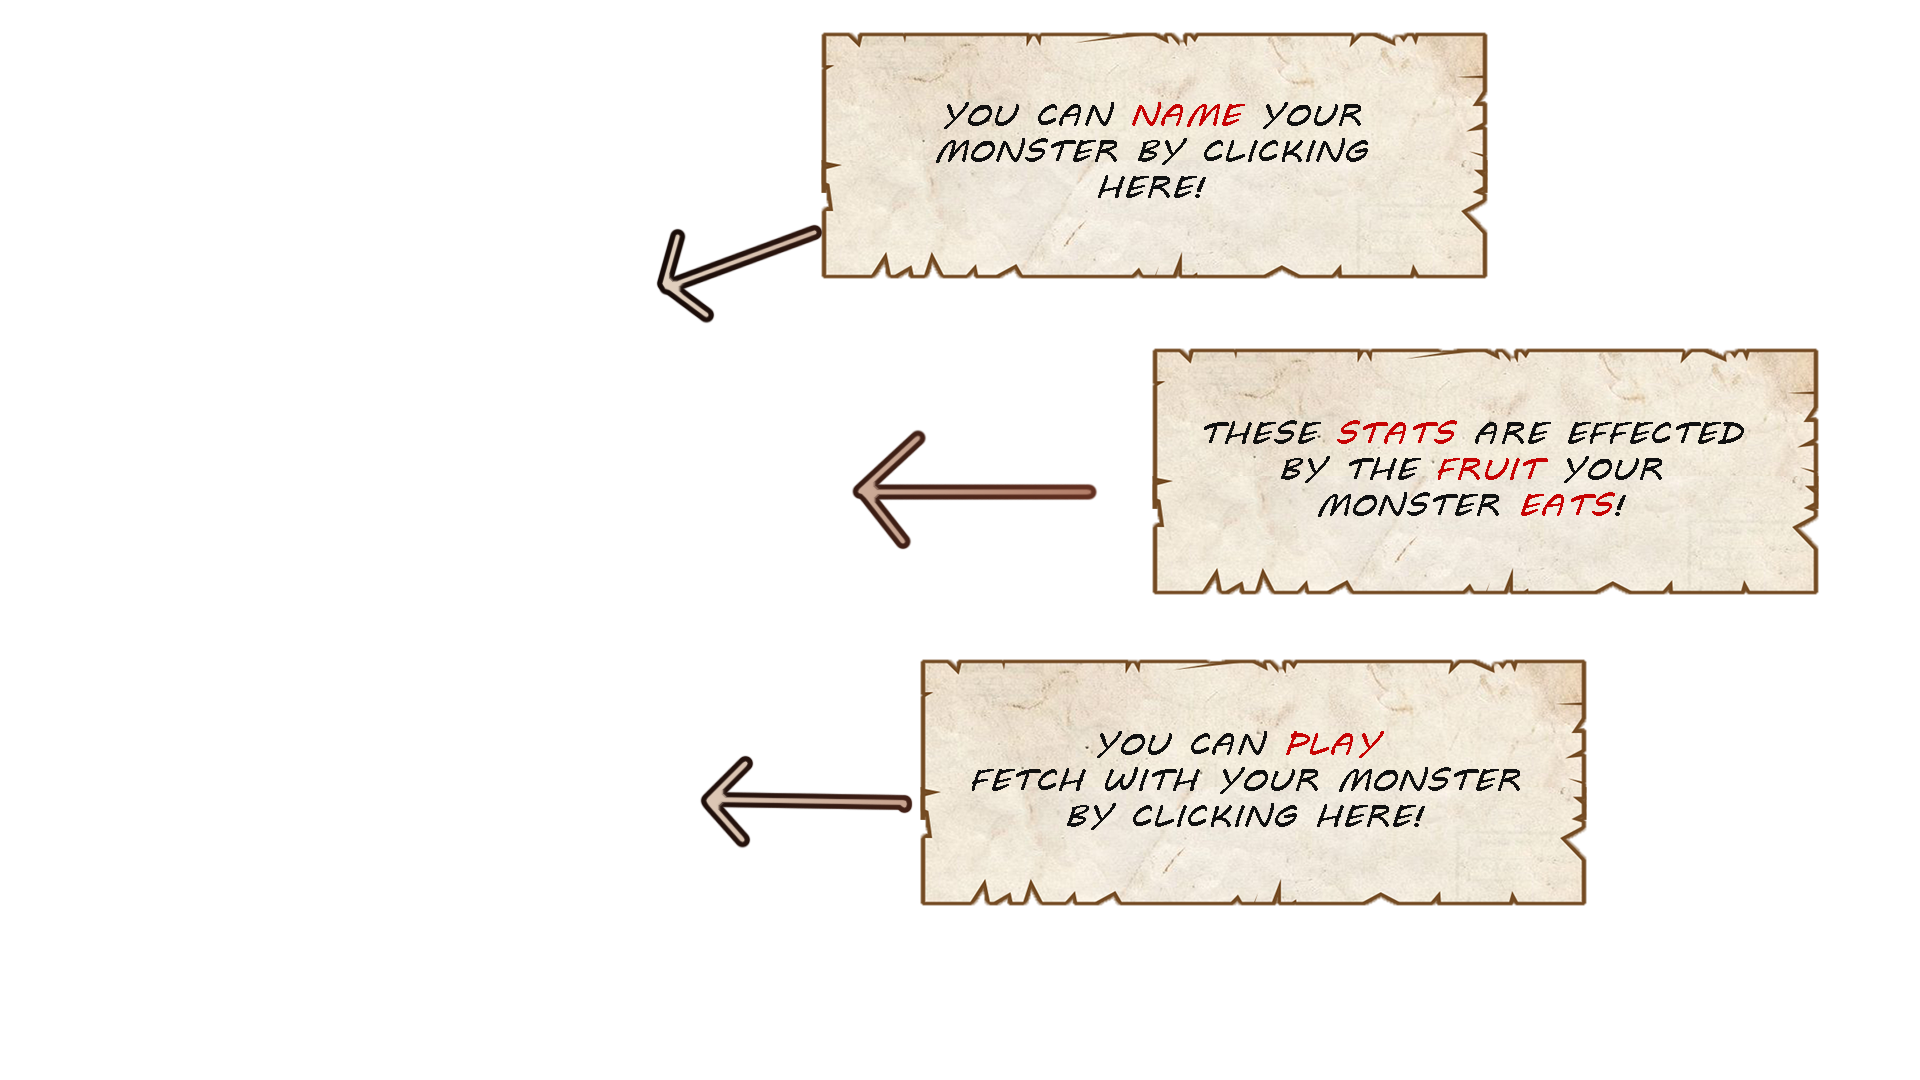 YOU CAN NAME YOUR
MONSTER BY CLICKING
HERE!
THESE STATS ARE EFFECTED
BY THE FRUIT YOUR
MONSTER EATS!
YOU CAN PLAY
FETCH WITH YOUR MONSTER
BY CLICKING HERE!